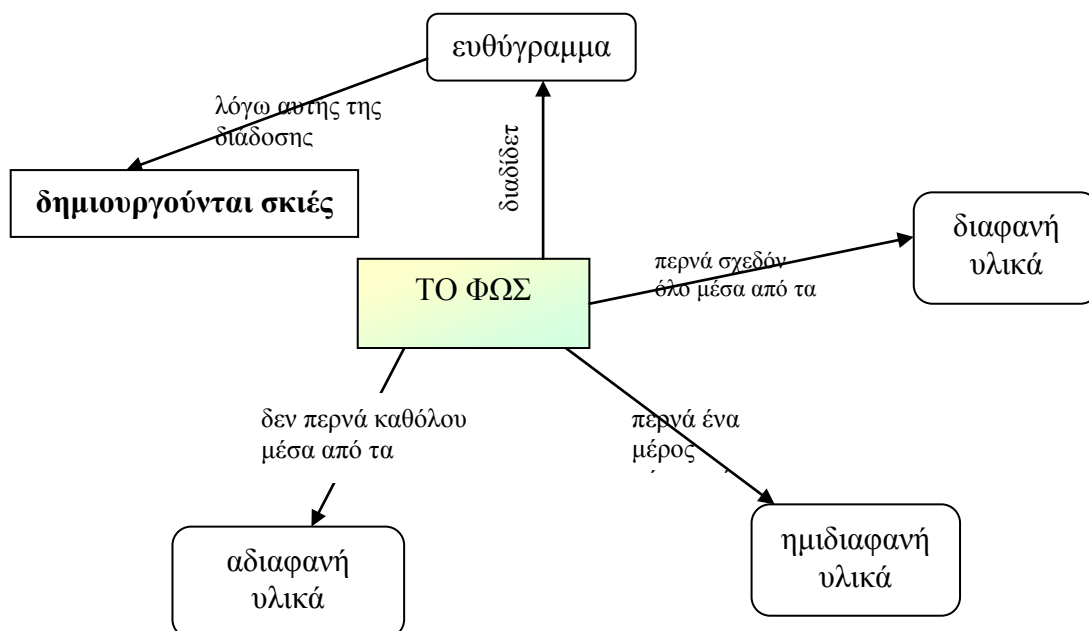 ευθύγραμμα
λόγω αυτής της
διάδοσης
δημιουργούνται σκιές
διαδίδετ
διαφανή
υλικά
περνά σχεδόν
όλο μέσα από τα
ΤΟ ΦΩΣ
δεν περνά καθόλου
μέσα από τα
περνά ένα
μέρος
ημιδιαφανή
υλικά
αδιαφανή
υλικά